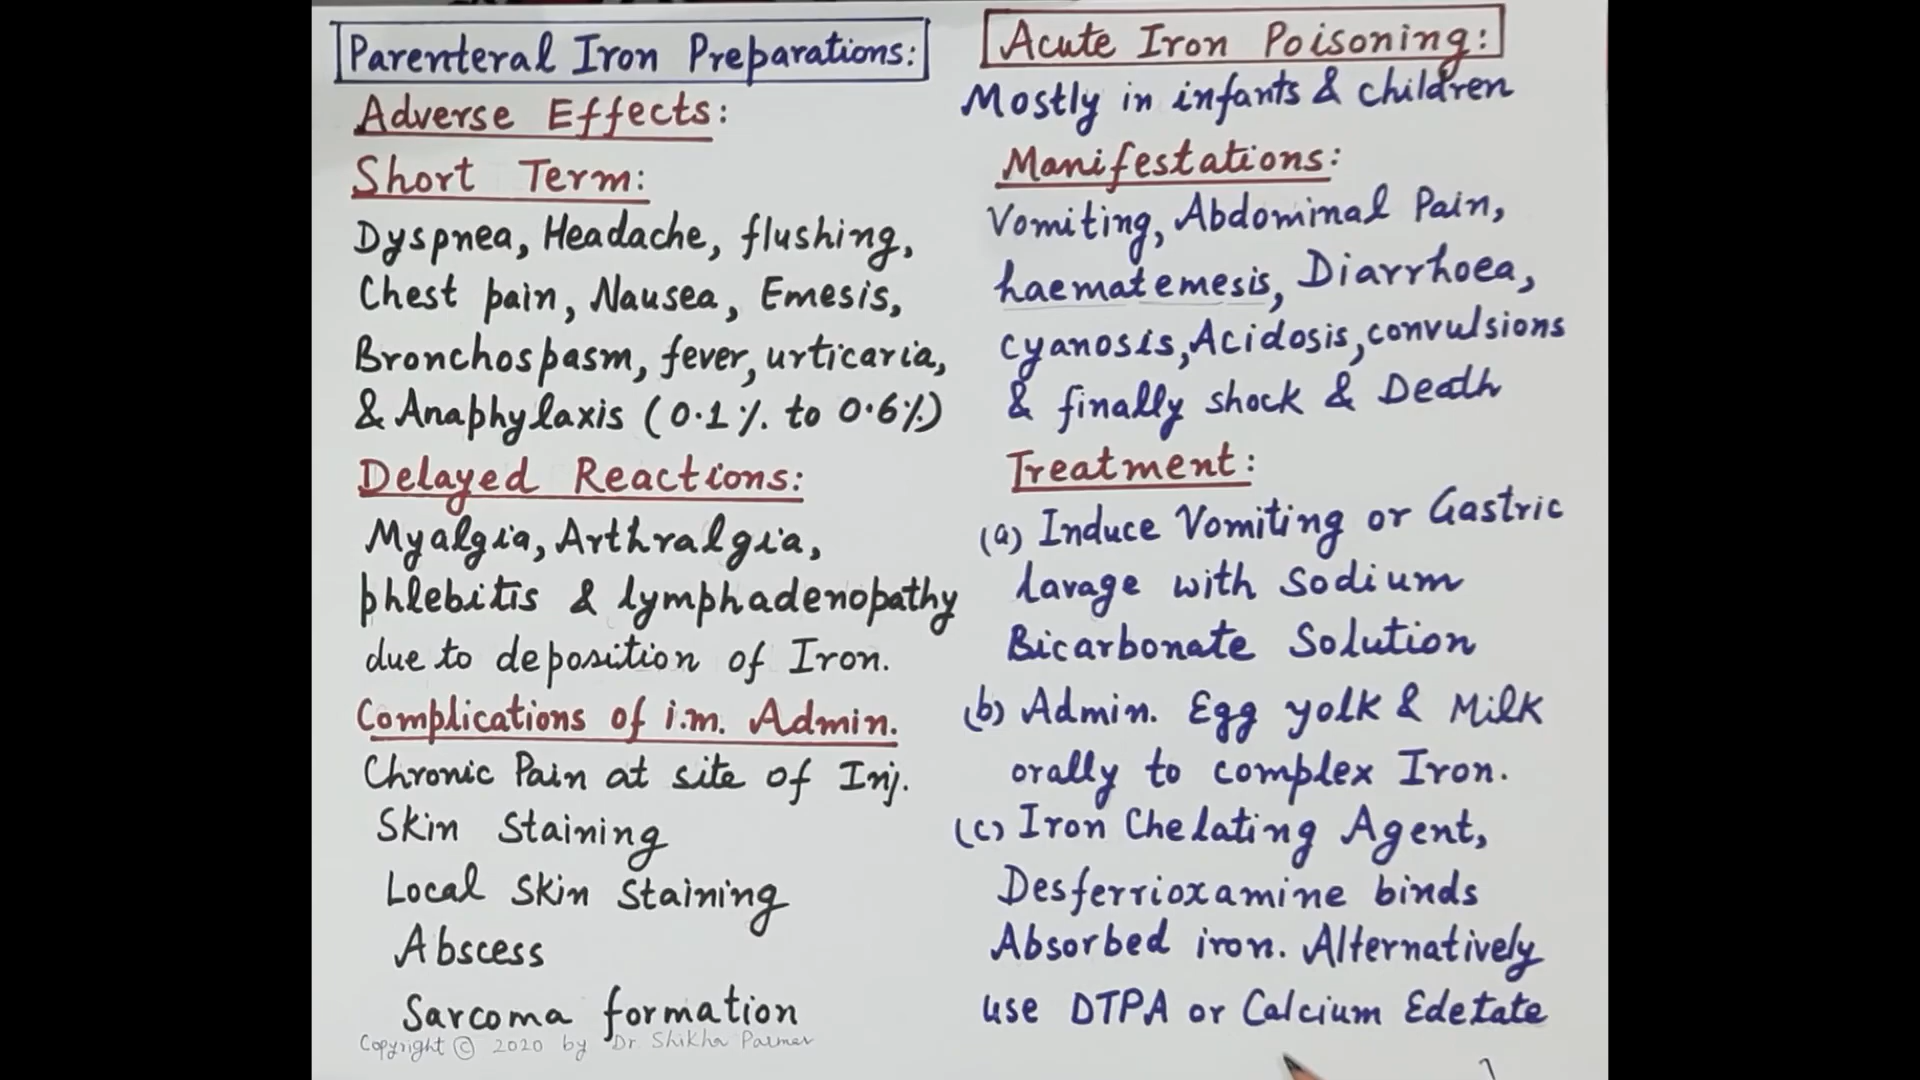 Parenteral Iron Preparations:
Adverse Effects:
Short Term:
Dyspnea, Headache, flushing,
Chest pain, Nausea, Emesis,
Bronchospasm, fever, urticaria,
& Anaphylaxis (0.1% to 0.6%)
Delayed Reactions:
Myalgia, Arthralgia,
phlebitis & lymphadenopathy
due to deposition of Iron.
Complications of i.m. Admin.
Chronic Pain at site of Inj.
Skin Staining
Local Skin Staining
Abscess
Sarcoma formation
Copyright © 2020 by Dr Shikha Parmar
Acute Iron Poisoning:
Mostly in infants & children
Manifestations:
Vomiting, Abdominal Pain,
haematemesis, Diarrhoea,
cyanosis, Acidosis, convulsions
& finally shock & Death
Treatment:
(a) Induce Vomiting or Gastric
lavage with Sodium
Bicarbonate Solution
(b) Admin. Egg yolk & Milk
orally to complex Iron.
(c) Iron Chelating Agent,
Desferrioxamine binds
Absorbed iron. Alternatively
use DTPA or Calcium Edetate